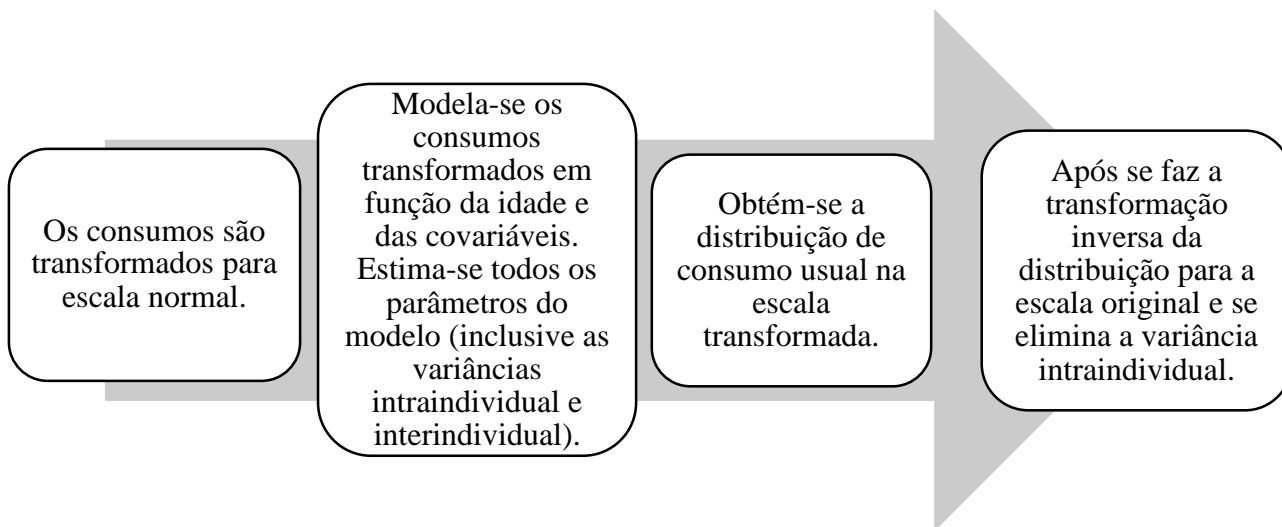 Os consumos são
transformados para
escala normal.
Modela-se os
consumos
transformados em
função da idade e
das covariáveis.
Estima-se todos os
parâmetros do
modelo (inclusive as
variâncias
intraindividual e
interindividual).
Obtém-se a
distribuição de
consumo usual na
escala
transformada.
Após se faz a
transformação
inversa da
distribuição para a
escala original e se
elimina a variância
intraindividual.